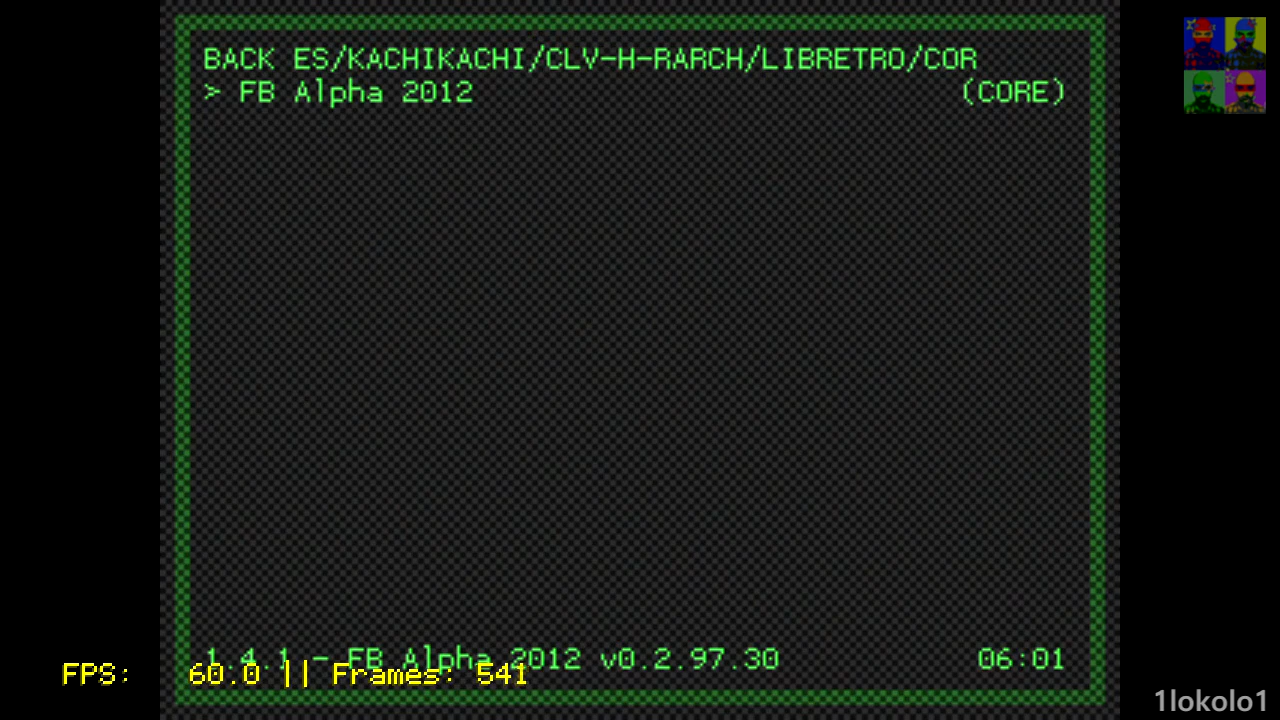 BACK ES/KACHIKACHI/CLV-H-RARCH/LIBRETRO/COR
> FB Alpha 2012 (CORE)
1.4.1 - FB Alpha 2012 v0.2.97.30 06:01
FPS: 60.0 || Frames: 541
1lokolo1